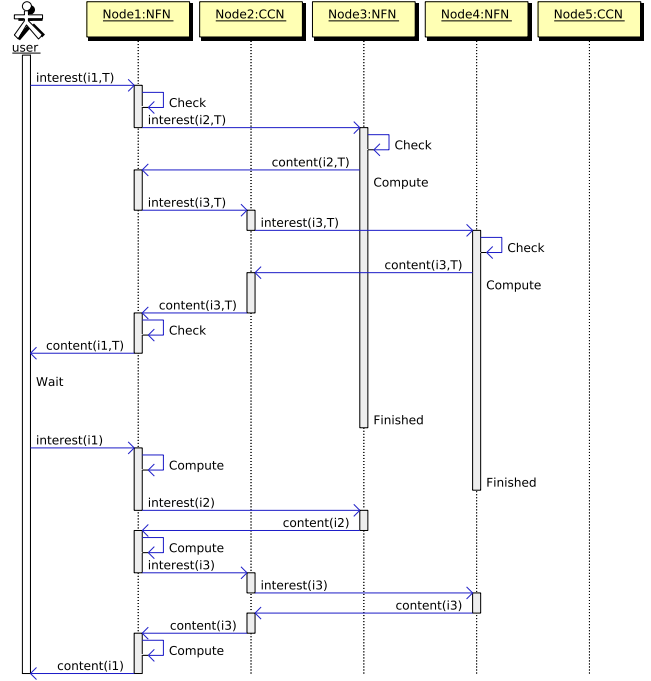 Node1:NFN Node2:CCN Node3:NFN Node4:NFN Node5:CCN
user
interest(i1,T)
Check
interest(i2,T)
Check
content(i2,T)
Compute
interest(i3,T)
interest(i3,T)
Check
content(i3,T)
Compute
content(i3,T)
Check
content(i1,T)
Wait
Finished
interest(i1)
Compute
Finished
interest(i2)
content(i2)
Compute
interest(i3)
interest(i3)
content(i3)
content(i3)
Compute
content(i1)